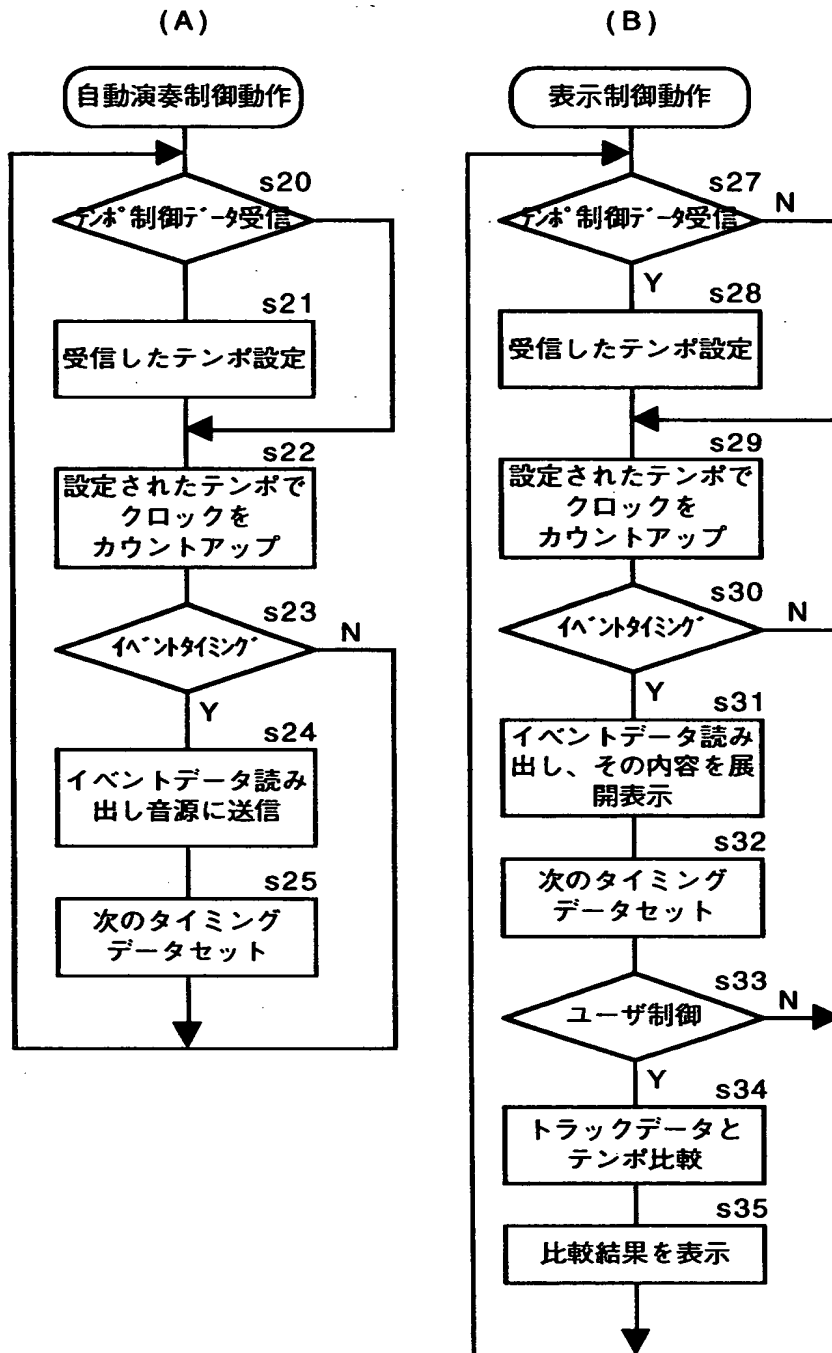 (A)
自動演奏制御動作
s20
テンポ制御データ受信
s21
受信したテンポ設定
s22
設定されたテンポで
クロックを
カウントアップ
s23
イベントタイミング
N
Y
s24
イベントデータ読み
出し音源に送信
s25
次のタイミング
データセット
(B)
表示制御動作
s27
テンポ制御データ受信
N
Y
s28
受信したテンポ設定
s29
設定されたテンポで
クロックを
カウントアップ
s30
イベントタイミング
N
Y
s31
イベントデータ読み
出し、その内容を展
開表示
s32
次のタイミング
データセット
s33
ユーザ制御
N
Y
s34
トラックデータと
テンポ比較
s35
比較結果を表示